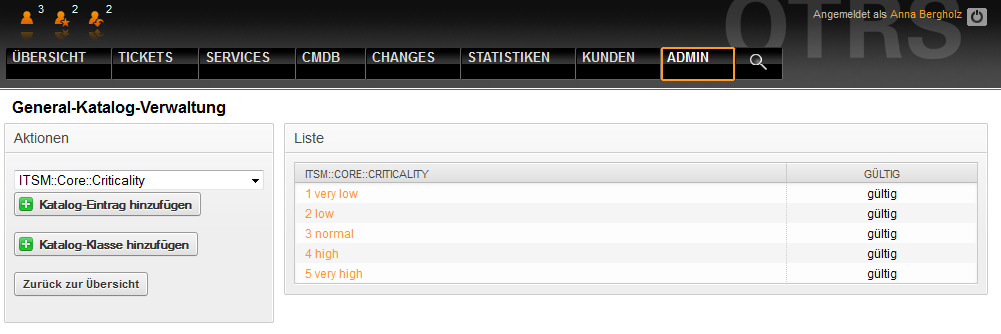 3 2 2
OTRS
Angemeldet als Anna Bergholz
ÜBERSICHT TICKETS SERVICES CMDB CHANGES STATISTIKEN KUNDEN ADMIN
General-Katalog-Verwaltung
Aktionen
ITSM::Core::Criticality
Katalog-Eintrag hinzufügen
Katalog-Klasse hinzufügen
Zurück zur Übersicht
Liste
ITSM::CORE::CRITICALITY GÜLTIG
1 very low gültig
2 low gültig
3 normal gültig
4 high gültig
5 very high gültig